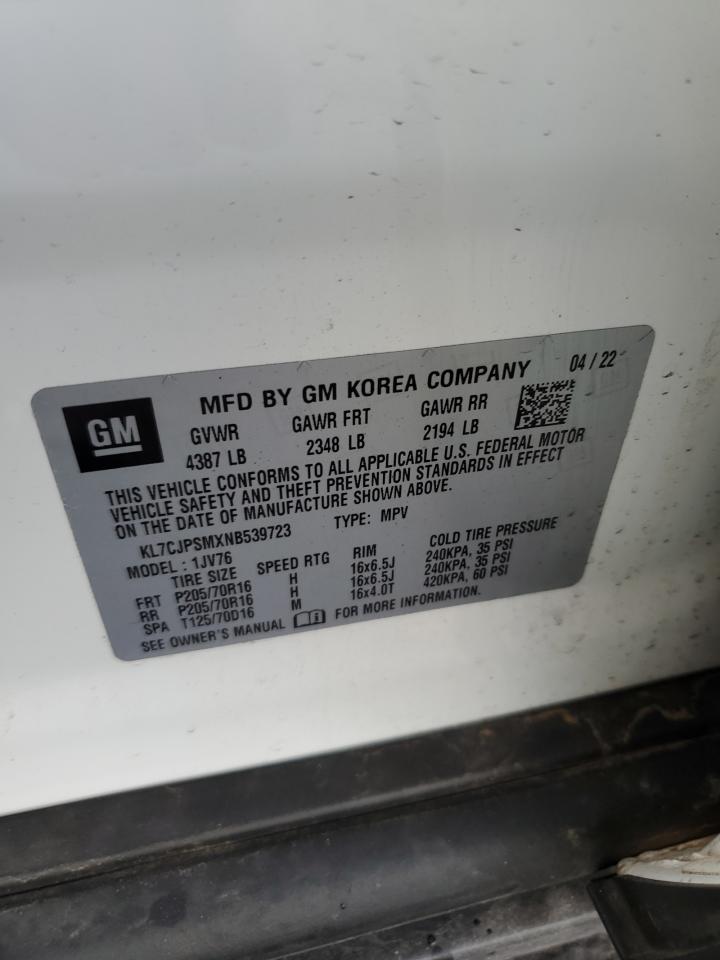 GM
MFD BY GM KOREA COMPANY 04 / 22
GVWR GAWR FRT GAWR RR
4387 LB 2348 LB 2194 LB
THIS VEHICLE CONFORMS TO ALL APPLICABLE U.S. FEDERAL MOTOR
VEHICLE SAFETY AND THEFT PREVENTION STANDARDS IN EFFECT
ON THE DATE OF MANUFACTURE SHOWN ABOVE.
KL7CJPSMXNB539723 TYPE: MPV
MODEL : 1JV76
TIRE SIZE SPEED RTG RIM COLD TIRE PRESSURE
FRT P205/70R16 H 16x6.5J 240KPA, 35 PSI
RR P205/70R16 H 16x6.5J 240KPA, 35 PSI
SPA T125/70D16 M 16x4.0T 420KPA, 60 PSI
SEE OWNER'S MANUAL FOR MORE INFORMATION.